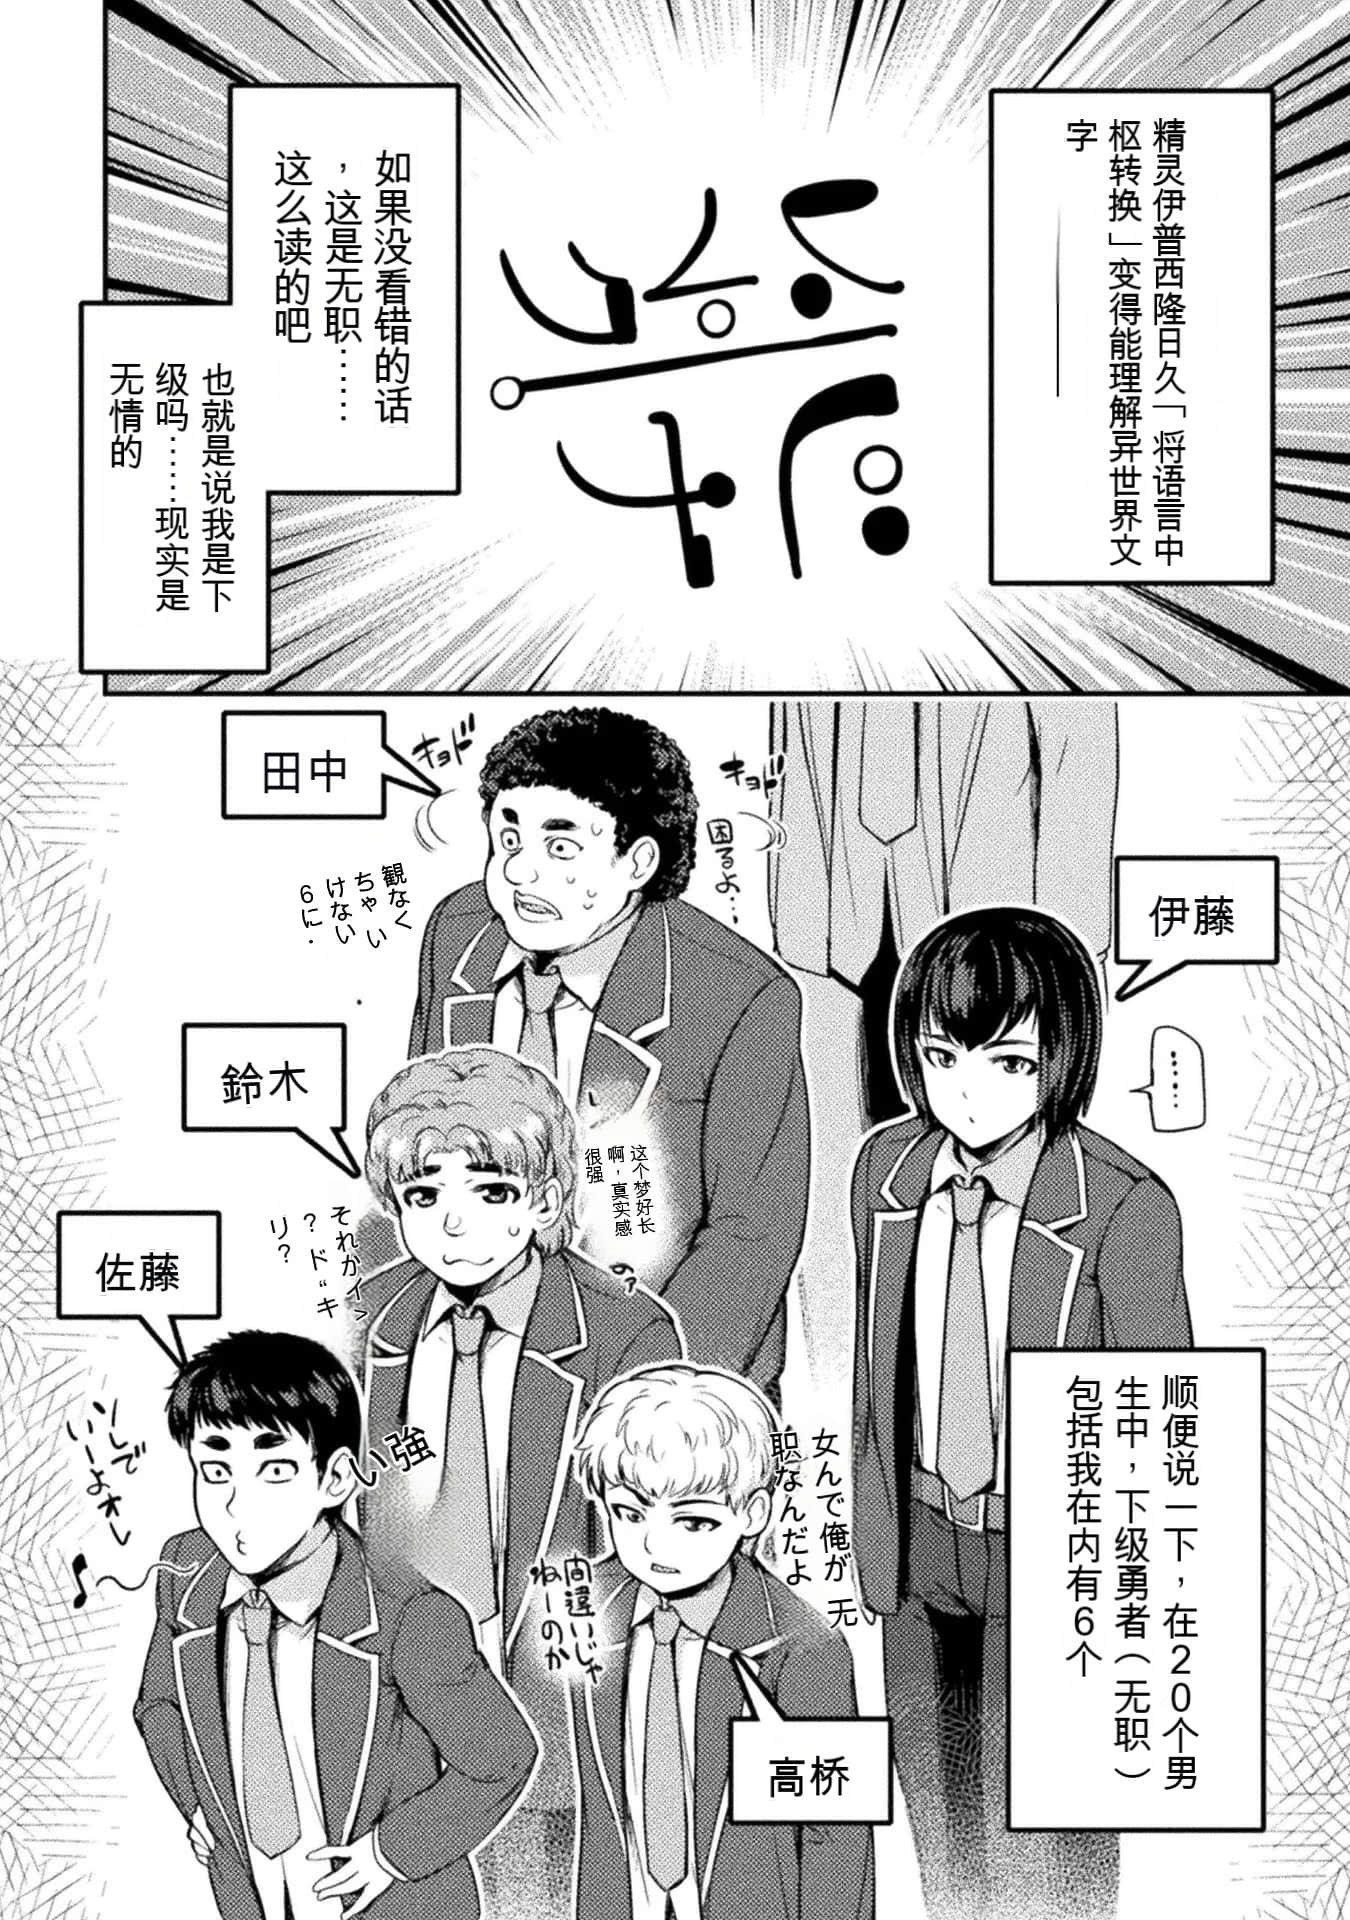 精灵伊普西隆日久「将语言中
枢转换」变得能理解异世界文
字
如果没看错的话
，这是无职……
这么读的吧
也就是说我是下
级吗……现实是
无情的
田中
キョド
キョド
困るよ…
観なく
ちゃい
けない
6に．
伊藤
……
鈴木
这个梦好长
啊，真实感
很强
それかイ>
？ド“キ
リ？
のァ?
佐藤
ソレで
いーよオレ
い強
女んで俺が 无
职なんだよ
間違いじゃ
ねーのか
高桥
顺便说一下，在20个男
生中，下级勇者（无职）
包括我在内有6个